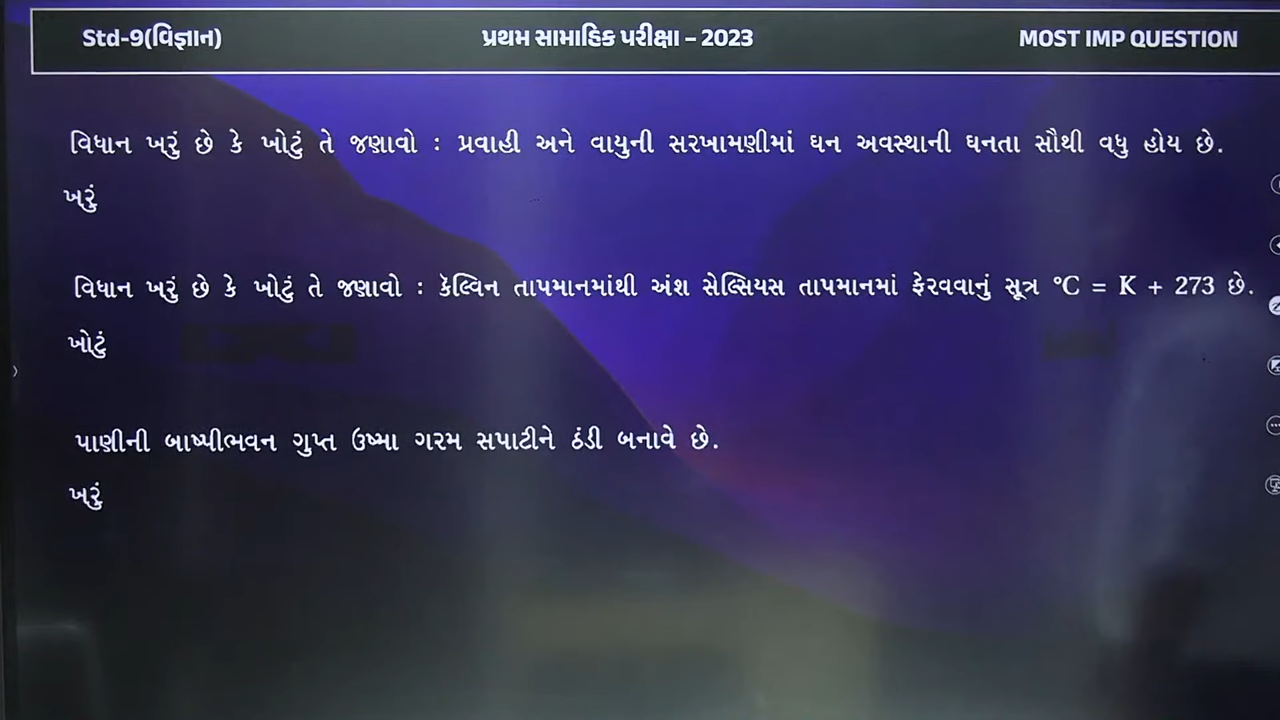 Std-9(વિજ્ઞાન) પ્રથમ સામાહિક પરીક્ષા – 2023 MOST IMP QUESTION
વિધાન ખરું છે કે ખોટું તે જણાવો : પ્રવાહી અને વાયુની સરખામણીમાં ઘન અવસ્થાની ઘનતા સૌથી વધુ હોય છે.
ખરું
વિધાન ખરું છે કે ખોટું તે જણાવો : કૅલ્વિન તાપમાનમાંથી અંશ સેલ્સિયસ તાપમાનમાં ફેરવવાનું સૂત્ર °C = K + 273 છે.
ખોટું
પાણીની બાષ્પીભવન ગુપ્ત ઉષ્મા ગરમ સપાટીને ઠંડી બનાવે છે.
ખરું